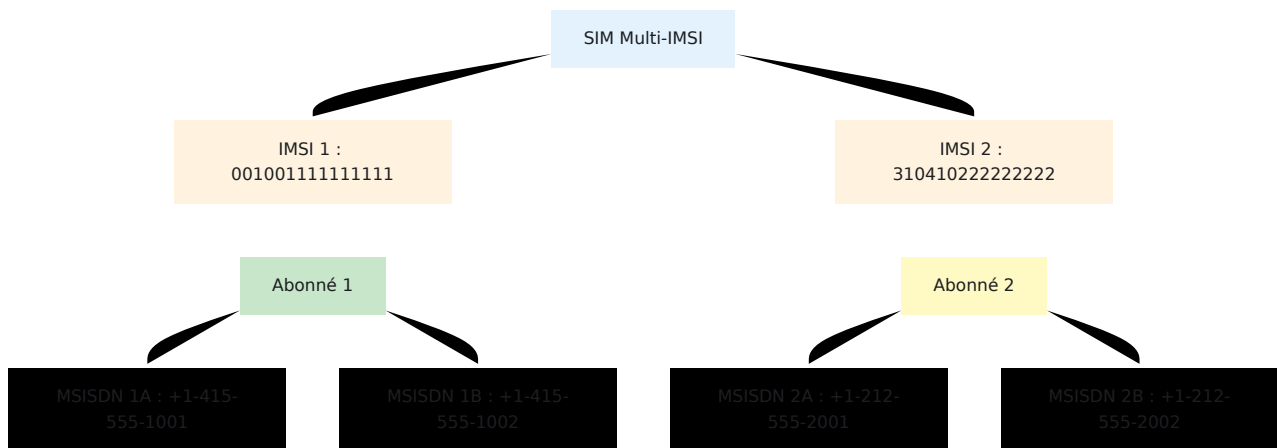 SIM Multi-IMSI
IMSI 1 :
001001111111111
IMSI 2 :
310410222222222
Abonné 1
Abonné 2
MSISDN 1A : +1-415-
555-1001
MSISDN 1B : +1-415-
555-1002
MSISDN 2A : +1-212-
555-2001
MSISDN 2B : +1-212-
555-2002